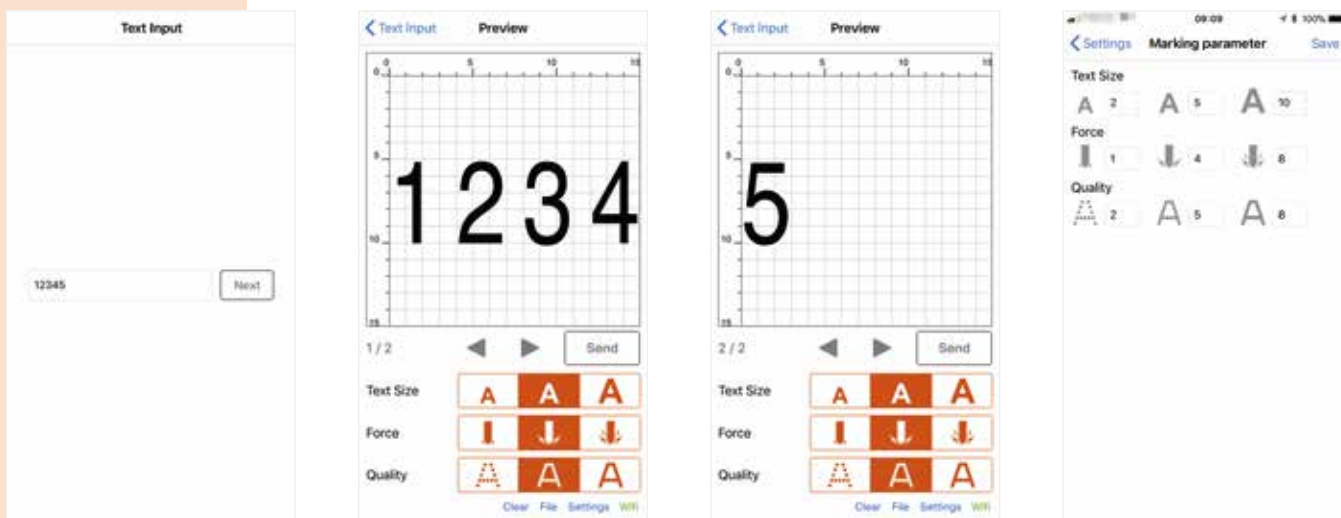 Text Input
12345 Next
Text Input Preview
0 5 10 15
0
5
1234
10
15
1 / 2 Send
Text Size A A A
Force
Quality A A A
Clear File Settings Wifi
Text Input Preview
0 5 10 15
0
5
5
10
15
2 / 2 Send
Text Size A A A
Force
Quality A A A
Clear File Settings Wifi
09:09 100%
Settings Marking parameter Save
Text Size
A 2 A 5 A 10
Force
1 4 8
Quality
A 2 A 5 A 8